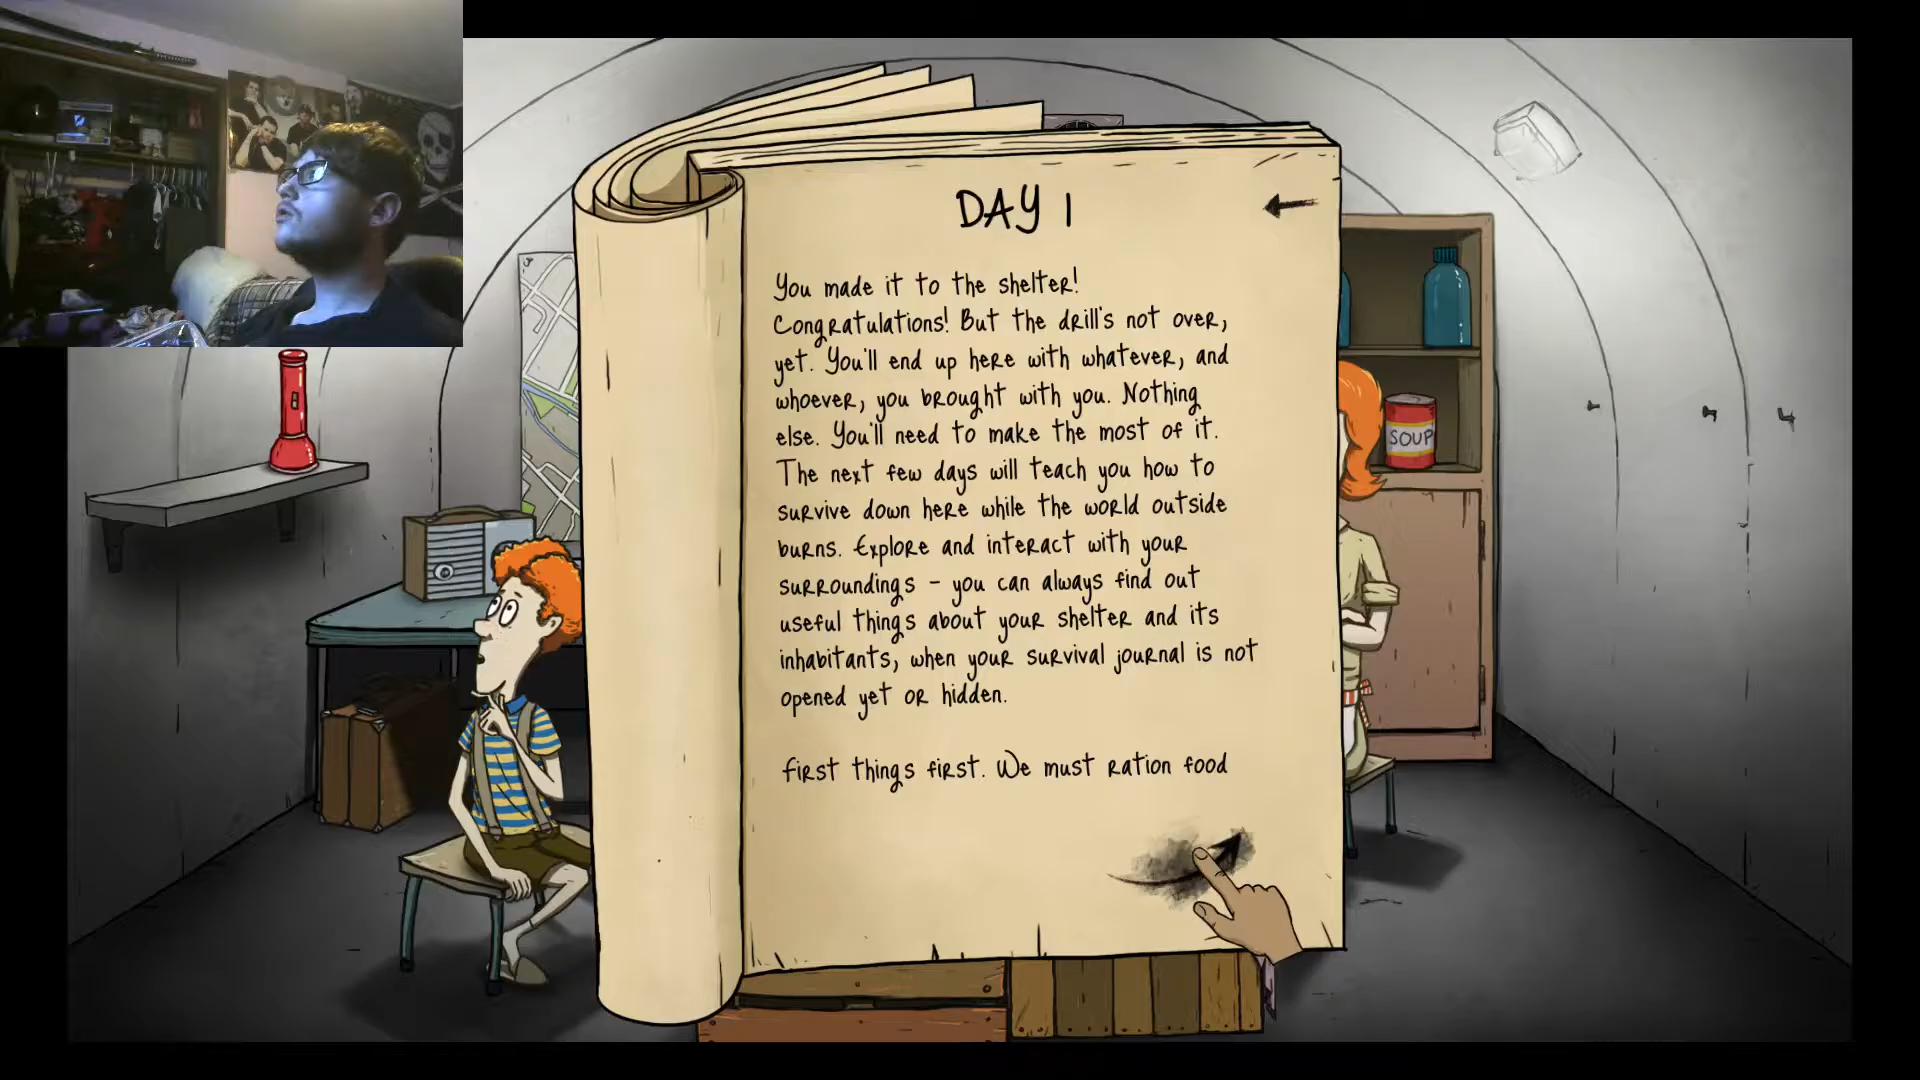 DAY 1
You made it to the shelter!
Congratulations! But the drill's not over,
yet. You'll end up here with whatever, and
whoever, you brought with you. Nothing
else. You'll need to make the most of it.
The next few days will teach you how to
survive down here while the world outside
burns. Explore and interact with your
surroundings - you can always find out
useful things about your shelter and its
inhabitants, when your survival journal is not
opened yet or hidden.
First things first. We must ration food
SOUP